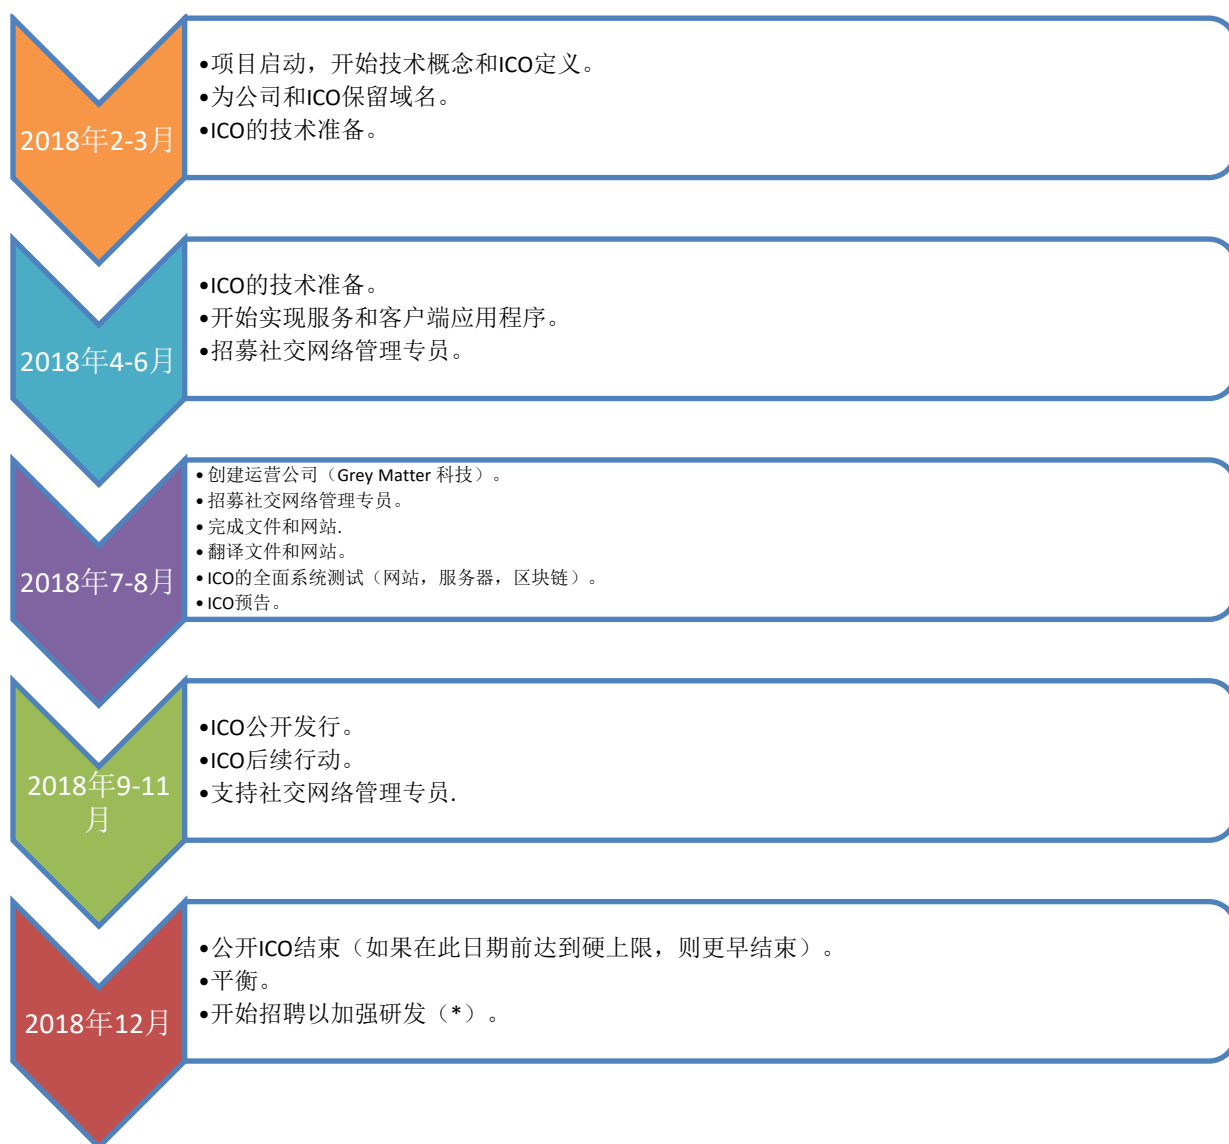 2018年2-3月
•项目启动，开始技术概念和ICO定义。
•为公司和ICO保留域名。
•ICO的技术准备。
2018年4-6月
•ICO的技术准备。
•开始实现服务和客户端应用程序。
•招募社交网络管理专员。
2018年7-8月
•创建运营公司（Grey Matter 科技）。
•招募社交网络管理专员。
•完成文件和网站.
•翻译文件和网站。
•ICO的全面系统测试（网站，服务器，区块链）。
•ICO预告。
2018年9-11
月
•ICO公开发行。
•ICO后续行动。
•支持社交网络管理专员.
2018年12月
•公开ICO结束（如果在此日期前达到硬上限，则更早结束）。
•平衡。
•开始招聘以加强研发（*）。